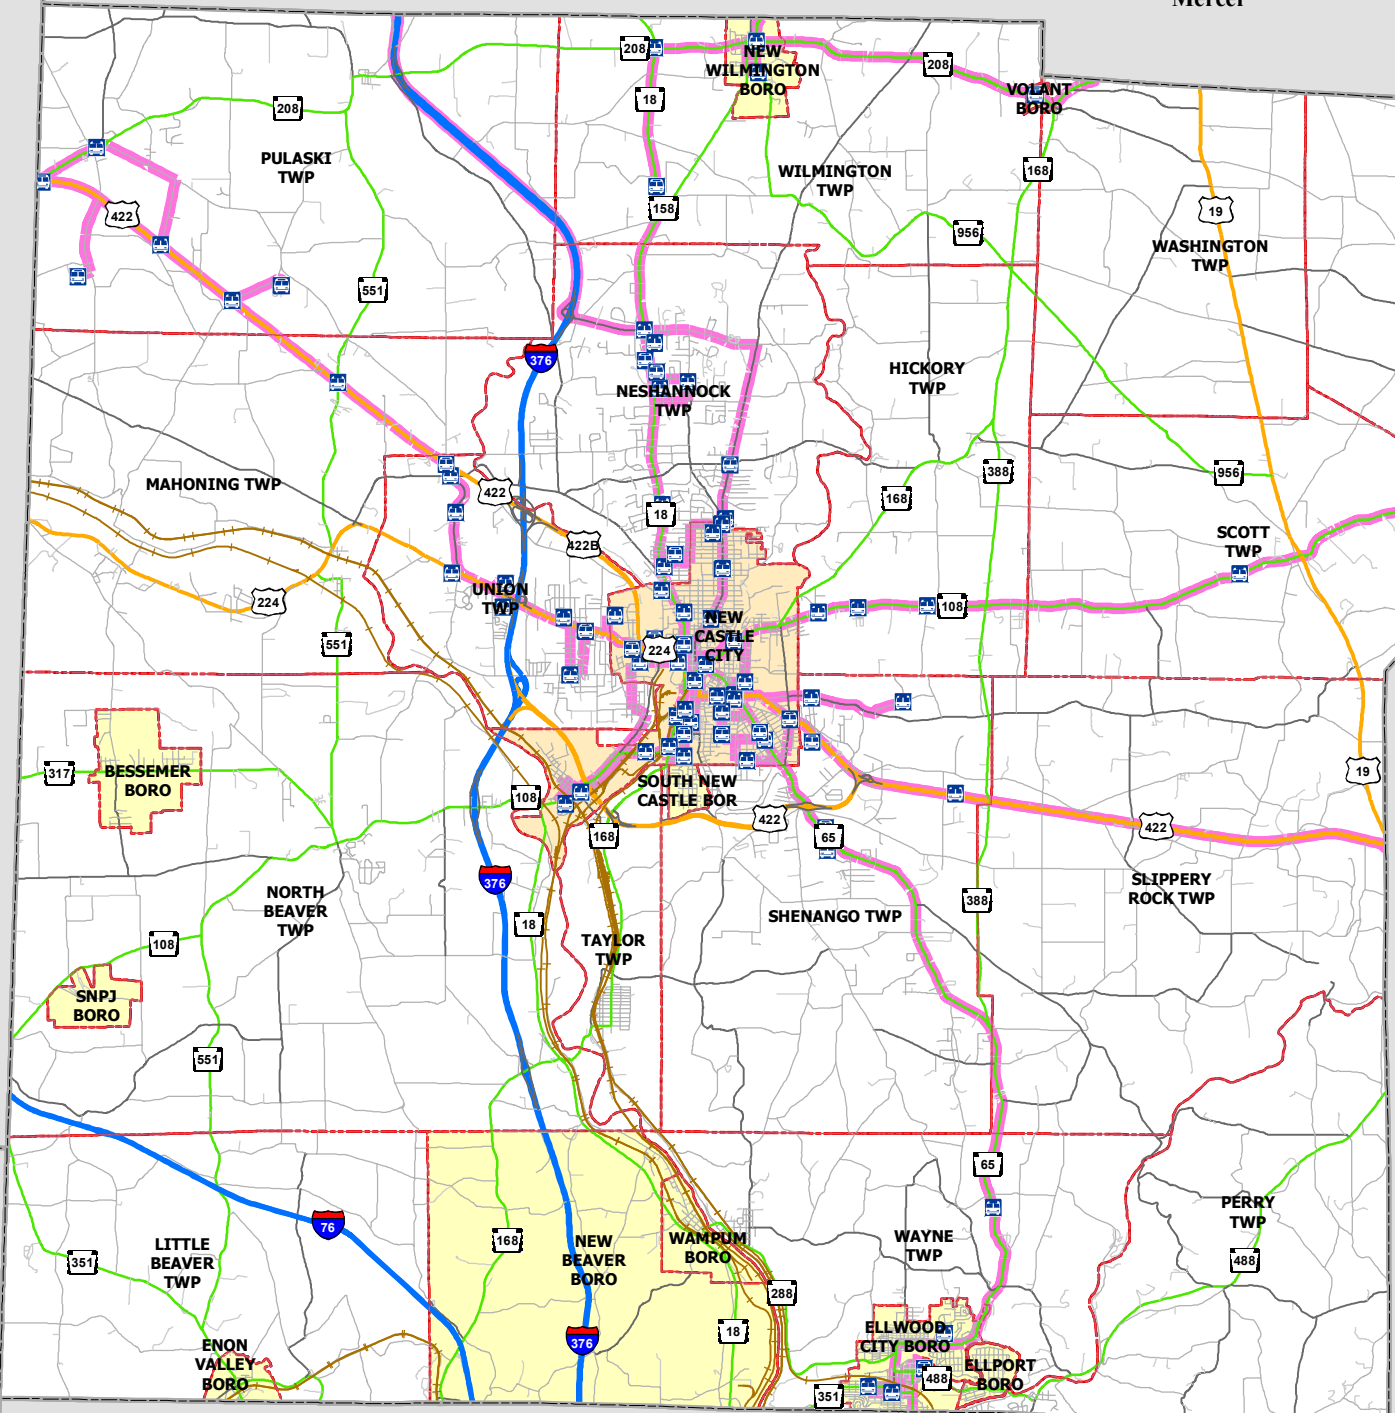 Mercer
208
NEW
WILMINGTON
BORO
208
18
208
VOLANT
BORO
PULASKI
TWP
WILMINGTON
TWP
168
422
158
19
956
WASHINGTON
TWP
551
376
HICKORY
TWP
NESHANNOCK
TWP
MAHONING TWP
422
388
956
168
18
422B
SCOTT
TWP
224
UNION
TWP
108
NEW
CASTLE
CITY
551
224
317
BESSEMER
BORO
19
SOUTH NEW
CASTLE BOR
108
422
422
168
65
376
NORTH
BEAVER
TWP
SLIPPERY
ROCK TWP
388
SHENANGO TWP
18
108
TAYLOR
TWP
SNPJ
BORO
551
65
PERRY
TWP
76
168
WAMPUM
BORO
WAYNE
TWP
LITTLE
BEAVER
TWP
NEW
BEAVER
BORO
351
488
288
376
18
ELLWOOD
CITY BORO
ENON
VALLEY
BORO
ELLPORT
BORO
488
351